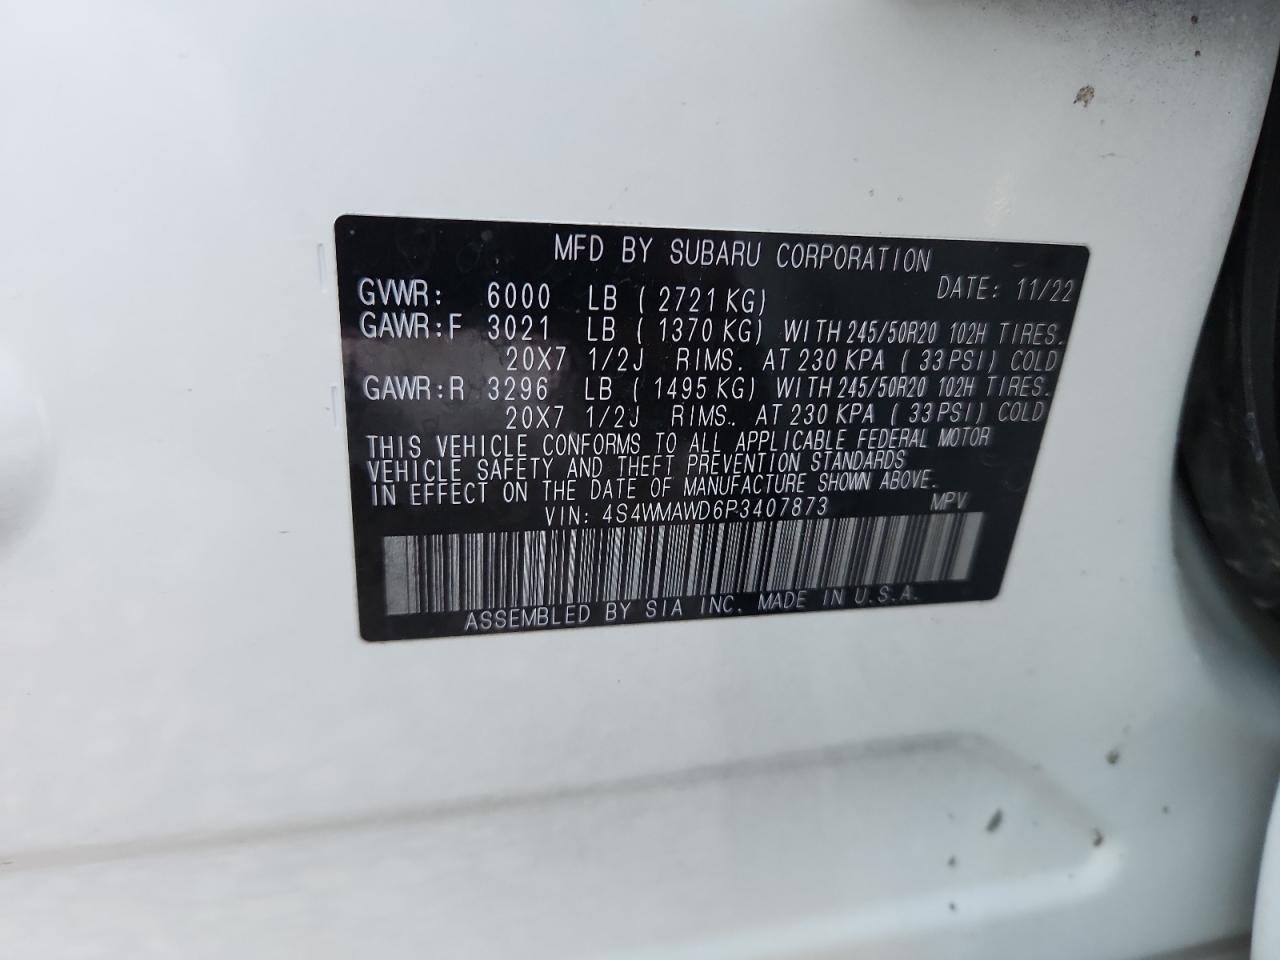 MFD BY SUBARU CORPORATION
DATE: 11/22
GVWR: 6000 LB ( 2721 KG)
GAWR:F 3021 LB ( 1370 KG) WITH 245/50R20 102H TIRES.
20X7 1/2J RIMS. AT 230 KPA ( 33 PSI) COLD
GAWR:R 3296 LB ( 1495 KG) WITH 245/50R20 102H TIRES.
20X7 1/2J RIMS. AT 230 KPA ( 33 PSI) COLD
THIS VEHICLE CONFORMS TO ALL APPLICABLE FEDERAL MOTOR
VEHICLE SAFETY AND THEFT PREVENTION STANDARDS
IN EFFECT ON THE DATE OF MANUFACTURE SHOWN ABOVE.
VIN: 4S4WMAWD6P3407873 MPV
ASSEMBLED BY SIA INC. MADE IN U.S.A.